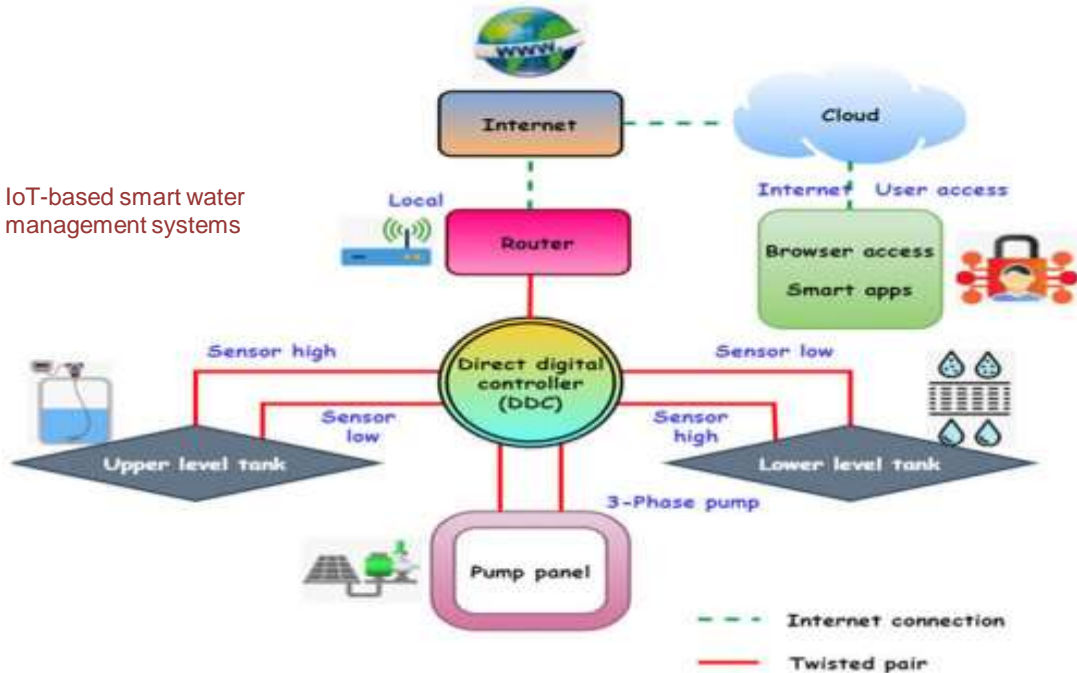 www.
Internet
Cloud
IoT-based smart water
management systems
Local
Router
Internet User access
Browser access
Smart apps
Sensor high
Direct digital
controller
(DDC)
Sensor low
Sensor
low
Sensor
high
Upper level tank
Lower level tank
3-Phase pump
Pump panel
Internet connection
Twisted pair